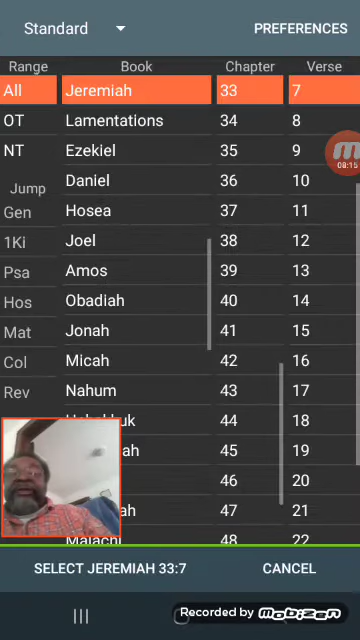 Standard PREFERENCES
Range Book Chapter Verse
All Jeremiah 33 7
OT Lamentations 34 8
NT Ezekiel 35 9
Jump Daniel 36 10
Gen Hosea 37 11
1Ki Joel 38 12
Psa Amos 39 13
Hos Obadiah 40 14
Mat Jonah 41 15
Col Micah 42 16
Rev Nahum 43 17
44 18
45 19
46 20
47 21
Malachi 48 22
08:15
SELECT JEREMIAH 33:7 CANCEL
Recorded by mobizen